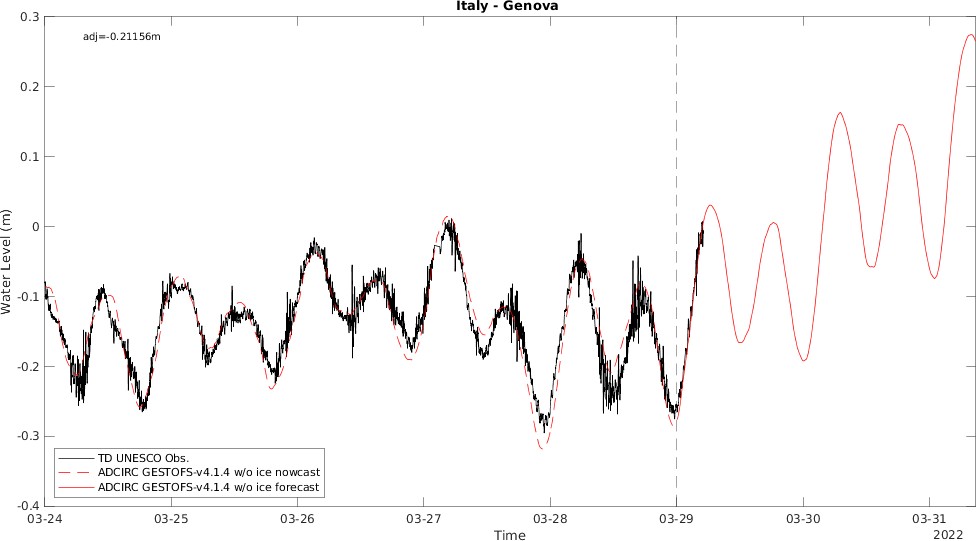 Italy - Genova
adj=-0.21156m
0.3
0.2
0.1
0
-0.1
-0.2
-0.3
-0.4
Water Level (m)
TD UNESCO Obs.
ADCIRC GESTOFS-v4.1.4 w/o ice nowcast
ADCIRC GESTOFS-v4.1.4 w/o ice forecast
03-24 03-25 03-26 03-27 03-28 03-29 03-30 03-31
Time
2022